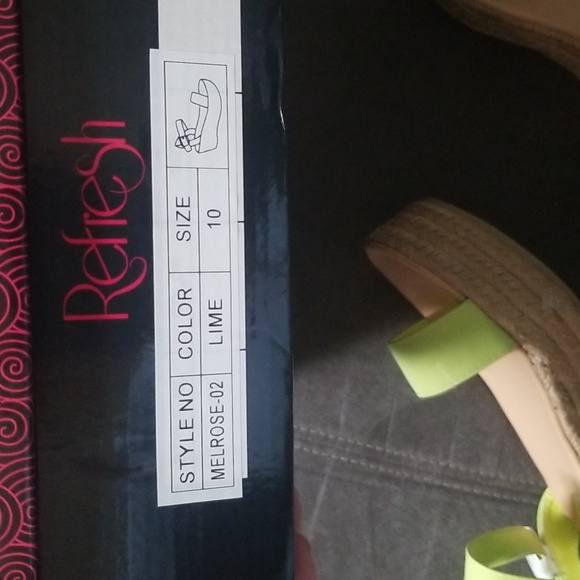 Refresh
STYLE NO COLOR SIZE
MELROSE-02 LIME 10